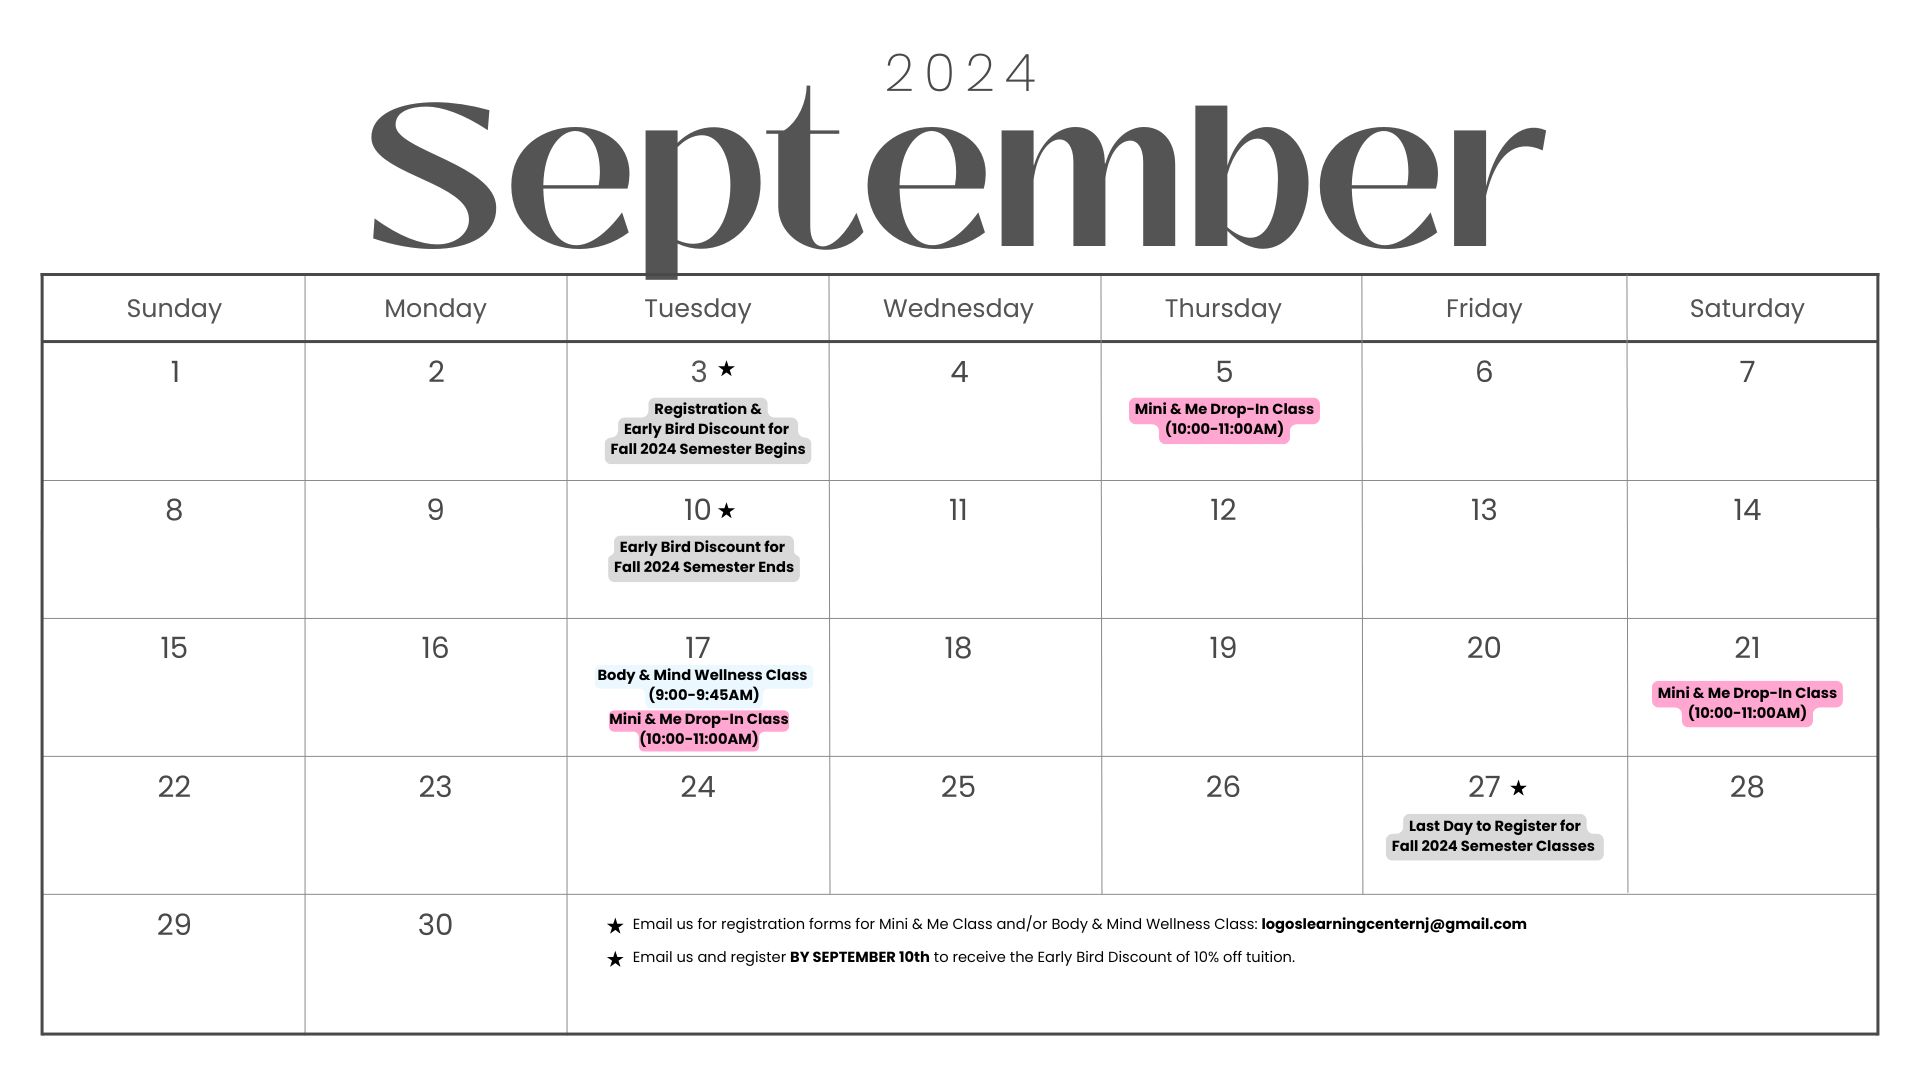 2024
September
Sunday Monday Tuesday Wednesday Thursday Friday Saturday
1 2 3 ★ 4 5 6 7
Registration &
Early Bird Discount for
Fall 2024 Semester Begins
Mini & Me Drop-In Class
(10:00-11:00AM)
8 9 10 ★ 11 12 13 14
Early Bird Discount for
Fall 2024 Semester Ends
15 16 17 18 19 20 21
Body & Mind Wellness Class
(9:00-9:45AM)
Mini & Me Drop-In Class
(10:00-11:00AM)
Mini & Me Drop-In Class
(10:00-11:00AM)
22 23 24 25 26 27 ★ 28
Last Day to Register for
Fall 2024 Semester Classes
29 30
★ Email us for registration forms for Mini & Me Class and/or Body & Mind Wellness Class: logoslearningcenternj@gmail.com
★ Email us and register BY SEPTEMBER 10th to receive the Early Bird Discount of 10% off tuition.